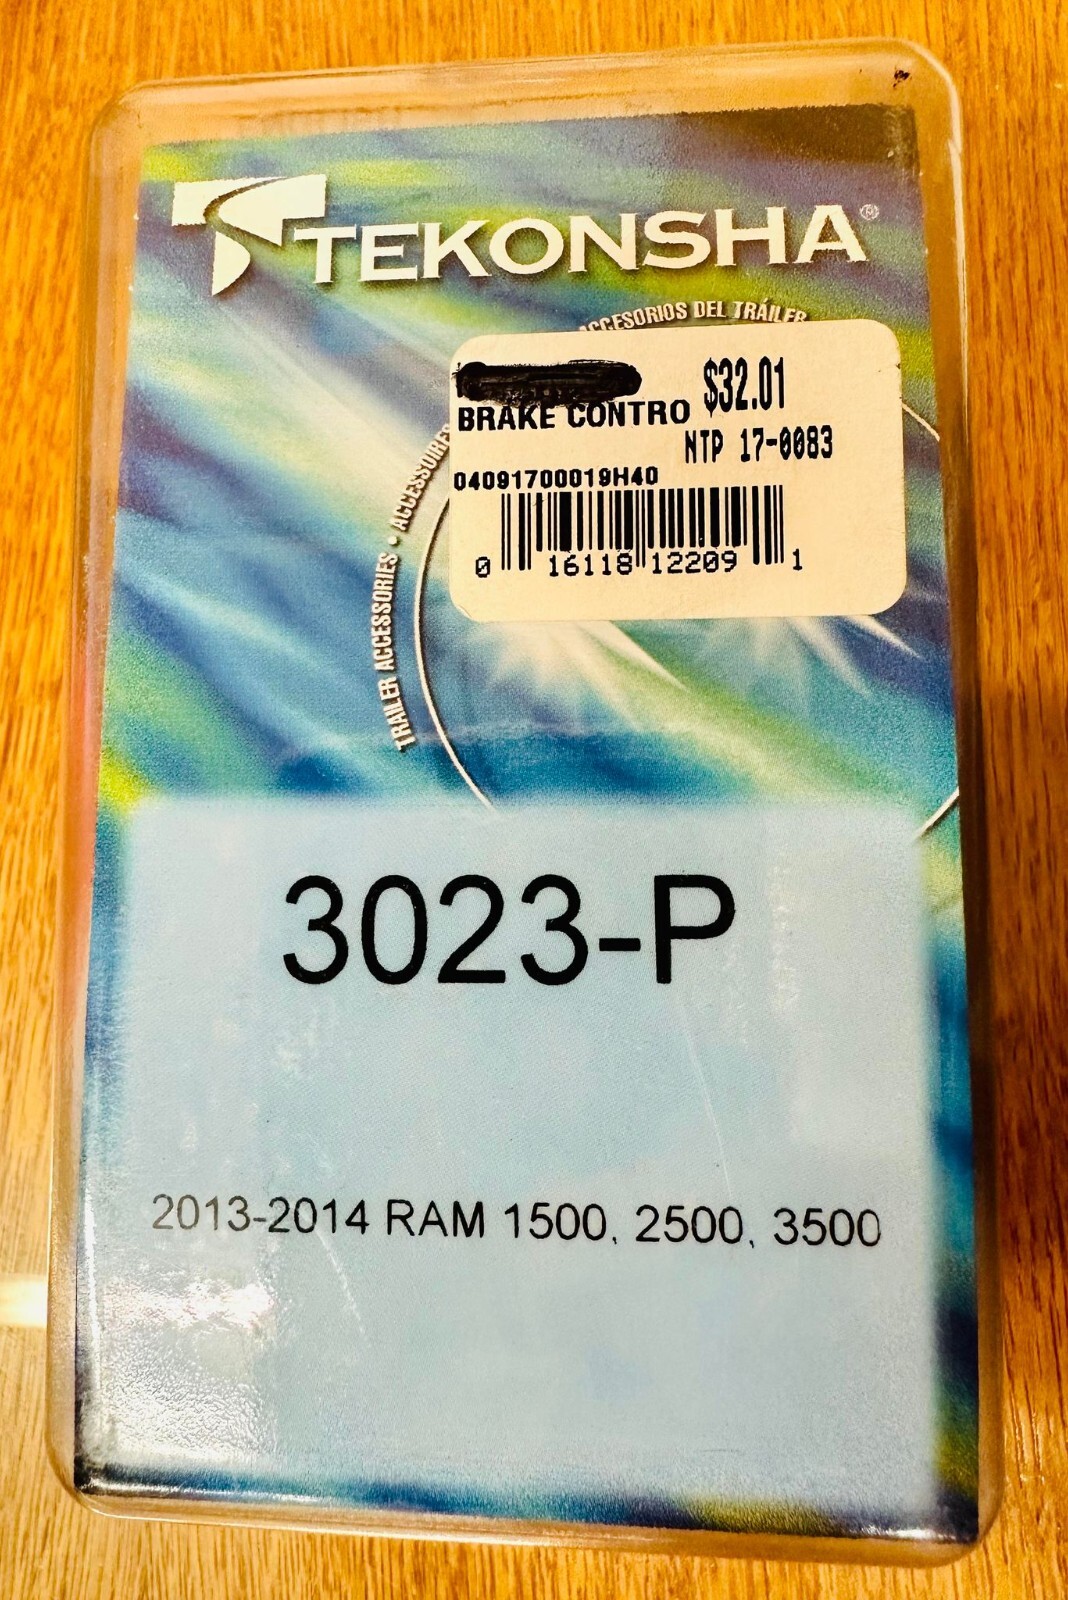 TEKONSHA®
TRAILER ACCESSORIES • ACCESSOIRES
ACCESORIOS DEL TRÁILER
$32.01
BRAKE CONTRO
NTP 17-0083
04091700019H40
0 16118 12209 1
3023-P
2013-2014 RAM 1500, 2500, 3500